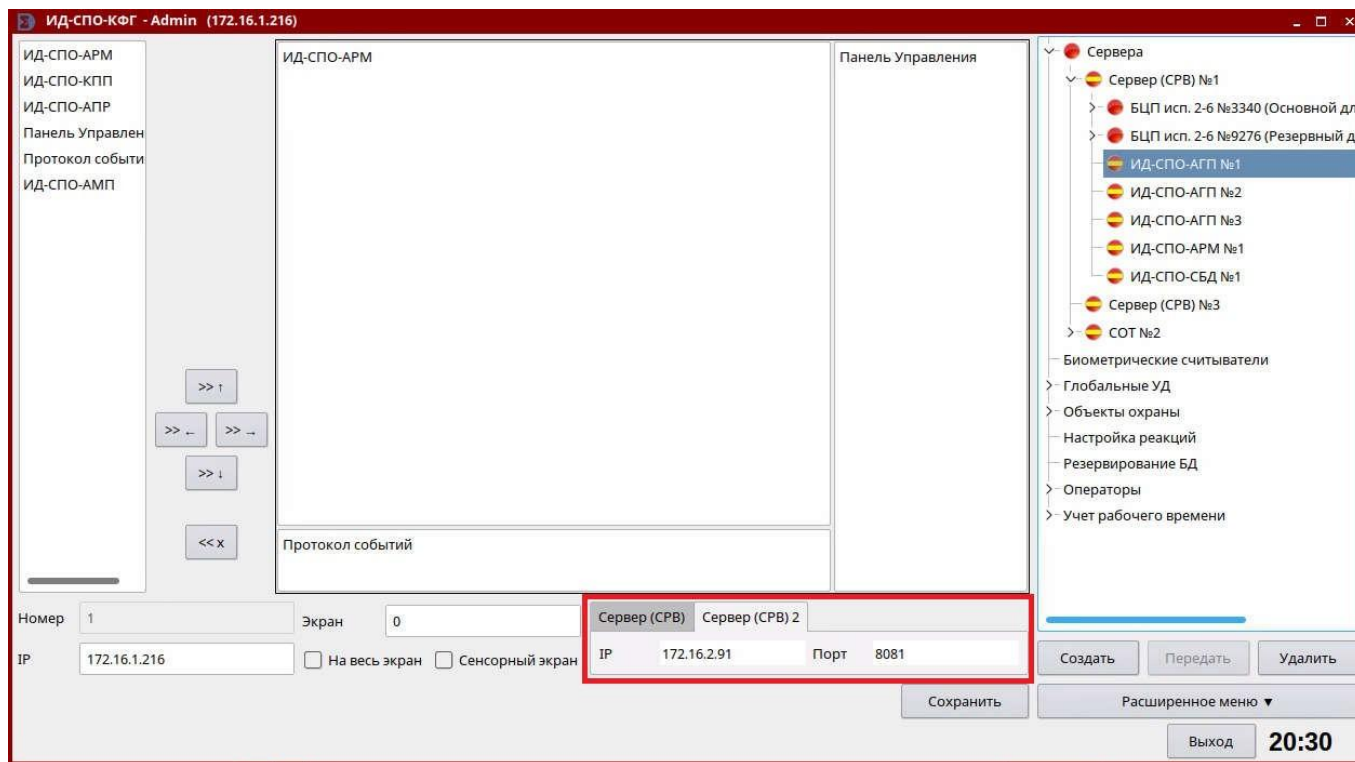 ИД-СПО-КФГ - Admin (172.16.1.216)
ИД-СПО-АРМ
ИД-СПО-КПП
ИД-СПО-АПР
Панель Управлен
Протокол событи
ИД-СПО-АМП
>> ↑
>> ←
>> →
>> ↓
<< x
ИД-СПО-АРМ
Панель Управления
Протокол событий
Сервера
Сервер (СРВ) №1
БЦП исп. 2-6 №3340 (Основной дл
БЦП исп. 2-6 №9276 (Резервный д
ИД-СПО-АГП №1
ИД-СПО-АГП №2
ИД-СПО-АГП №3
ИД-СПО-АРМ №1
ИД-СПО-СБД №1
Сервер (СРВ) №3
СОТ №2
Биометрические считыватели
Глобальные УД
Объекты охраны
Настройка реакций
Резервирование БД
Операторы
Учет рабочего времени
Номер 1
Экран 0
Сервер (СРВ) Сервер (СРВ) 2
IP 172.16.1.216
На весь экран Сенсорный экран
IP 172.16.2.91 Порт 8081
Создать Передать Удалить
Сохранить
Расширенное меню ▼
Выход 20:30